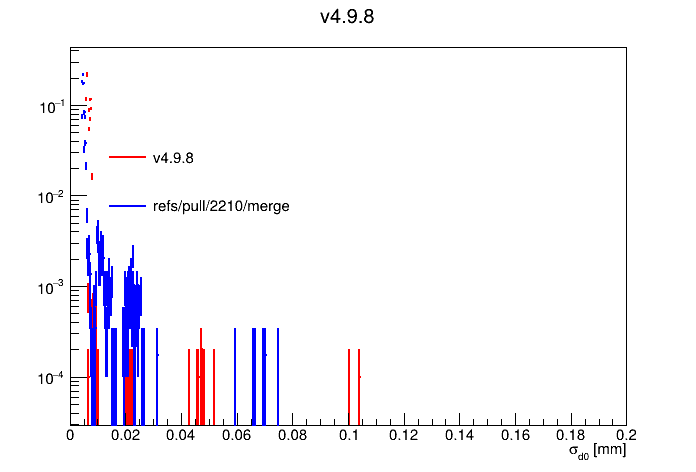 v4.9.8
10⁻¹
v4.9.8
10⁻²
refs/pull/2210/merge
10⁻³
10⁻⁴
0 0.02 0.04 0.06 0.08 0.1 0.12 0.14 0.16 0.18 0.2
σd0 [mm]